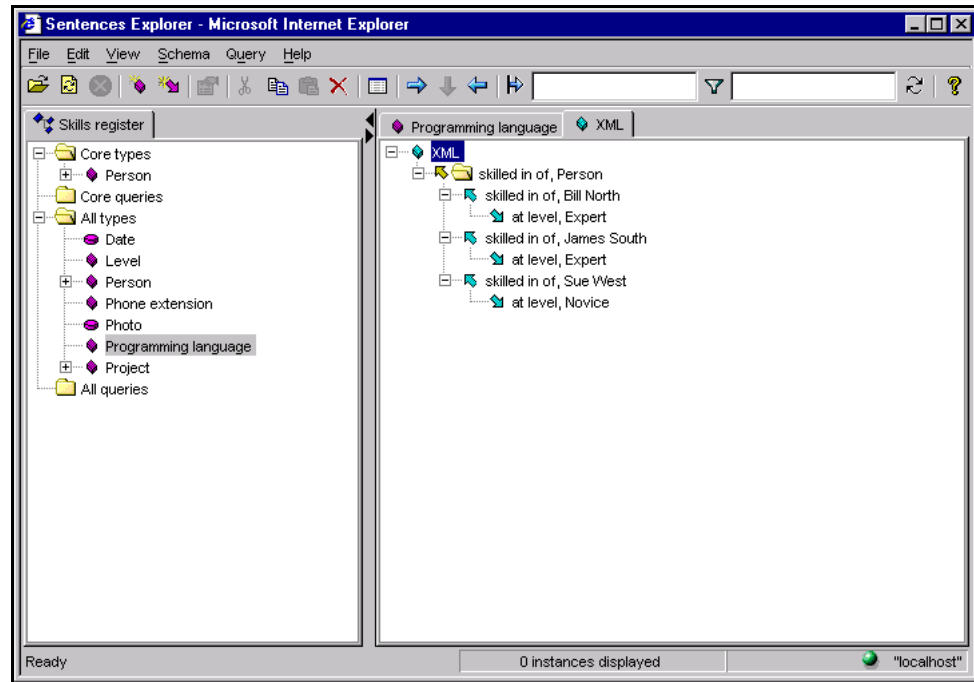 Sentences Explorer - Microsoft Internet Explorer
File Edit View Schema Query Help
Skills register
Core types
Person
Core queries
All types
Date
Level
Person
Phone extension
Photo
Programming language
Project
All queries
Programming language XML
XML
skilled in of, Person
skilled in of, Bill North
at level, Expert
skilled in of, James South
at level, Expert
skilled in of, Sue West
at level, Novice
Ready 0 instances displayed "localhost"